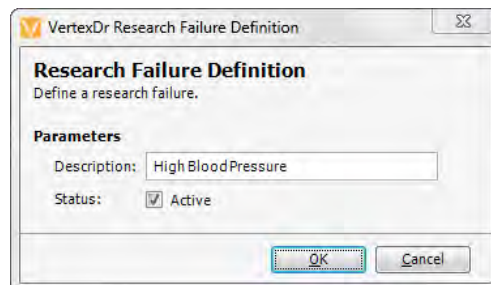 VertexDr Research Failure Definition
Research Failure Definition
Define a research failure.
Parameters
Description: High Blood Pressure
Status: Active
OK Cancel